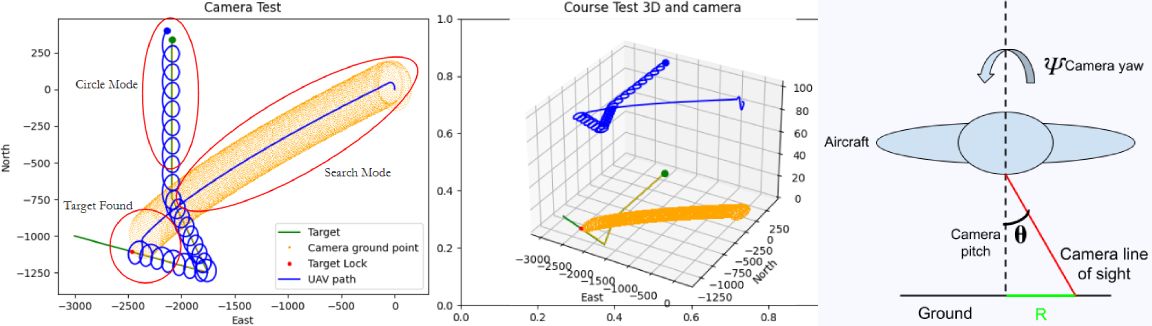 Camera Test
250
0
−250
−500
−750
−1000
−1250
North
−3000
−2500
−2000
−1500
−1000
−500
0
East
Circle Mode
Search Mode
Target Found
Target
Camera ground point
Target Lock
UAV path
Course Test 3D and camera
1.0
0.8
0.6
0.4
0.2
0.0
0.0
0.2
0.4
0.6
0.8
100
80
60
40
20
0
250
0
−250
−500
−750
−1000
−1250
North
−3000
−2500
−2000
−1500
−1000
−500
0
East
Ψ Camera yaw
Aircraft
Camera
pitch
θ
Camera line
of sight
Ground
R